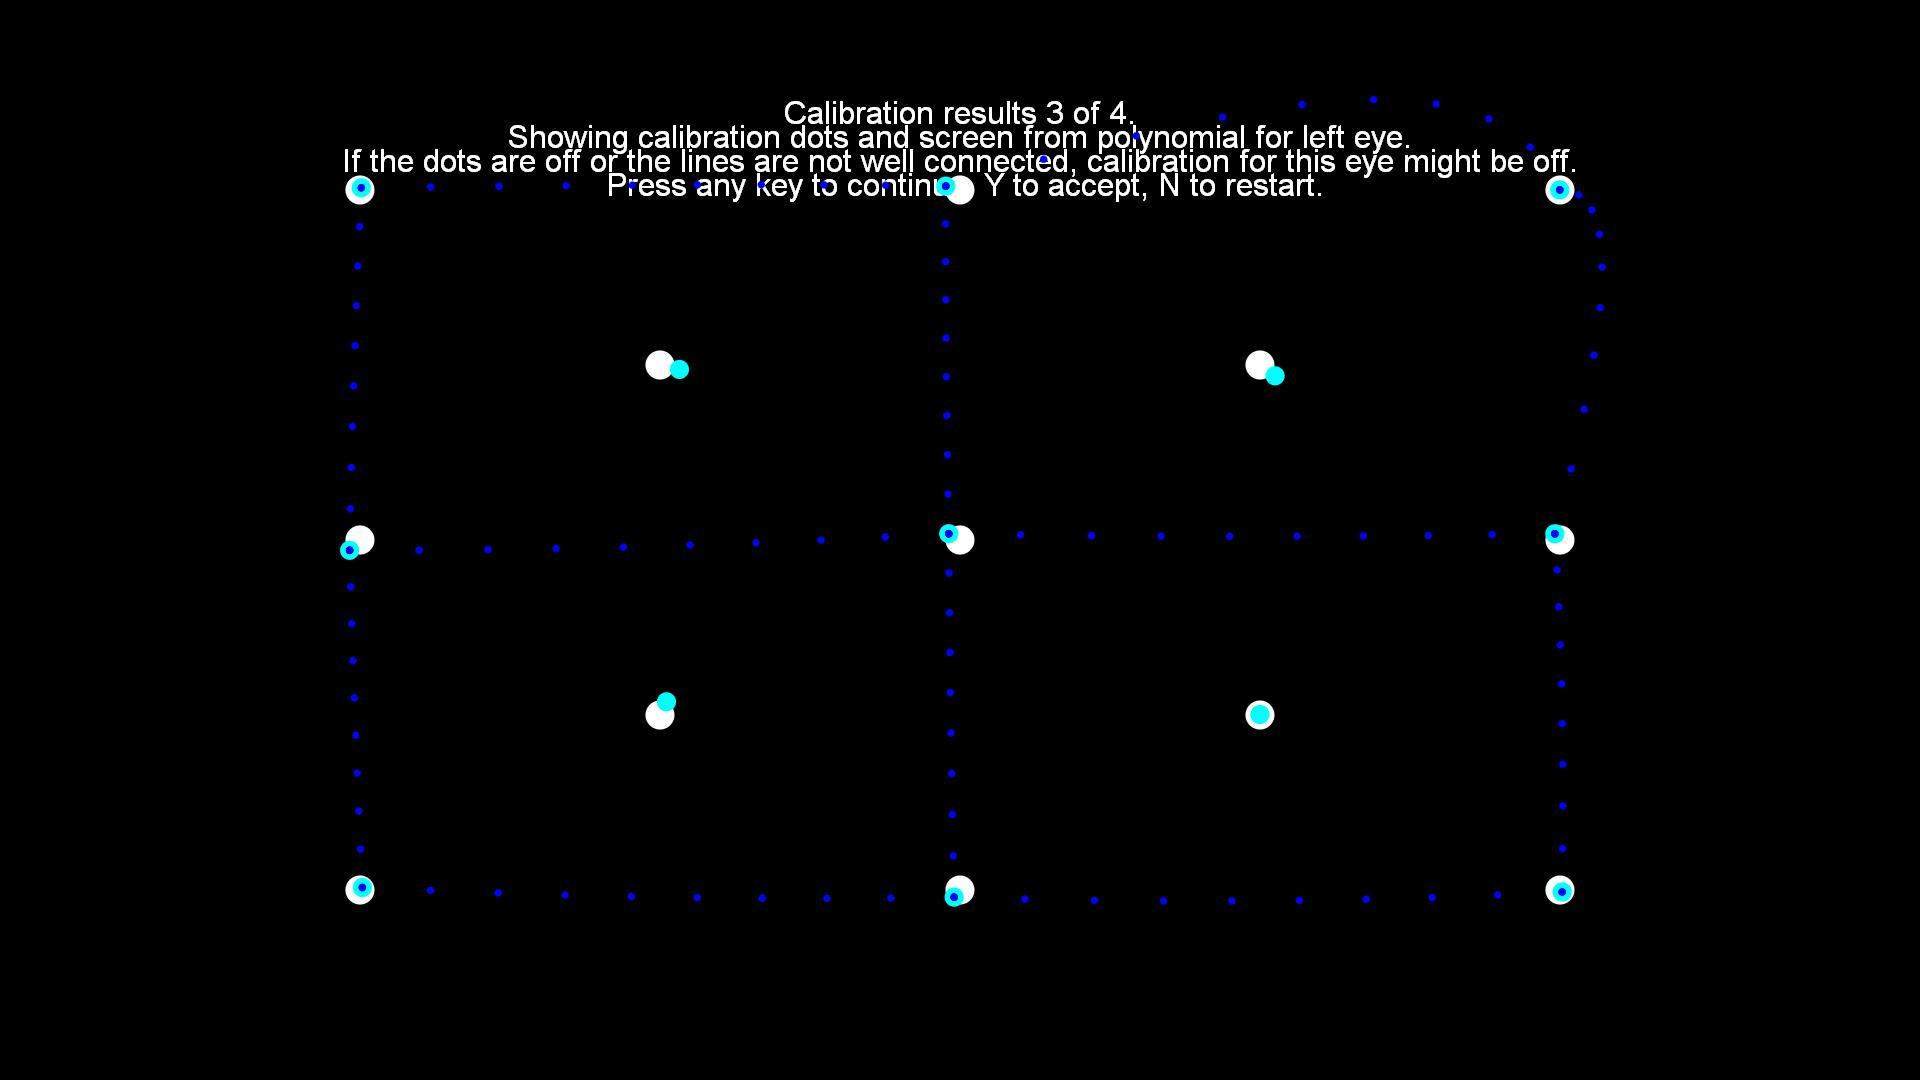 Calibration results 3 of 4.
Showing calibration dots and screen from polynomial for left eye.
If the dots are off or the lines are not well connected, calibration for this eye might be off.
Press any key to continue, Y to accept, N to restart.